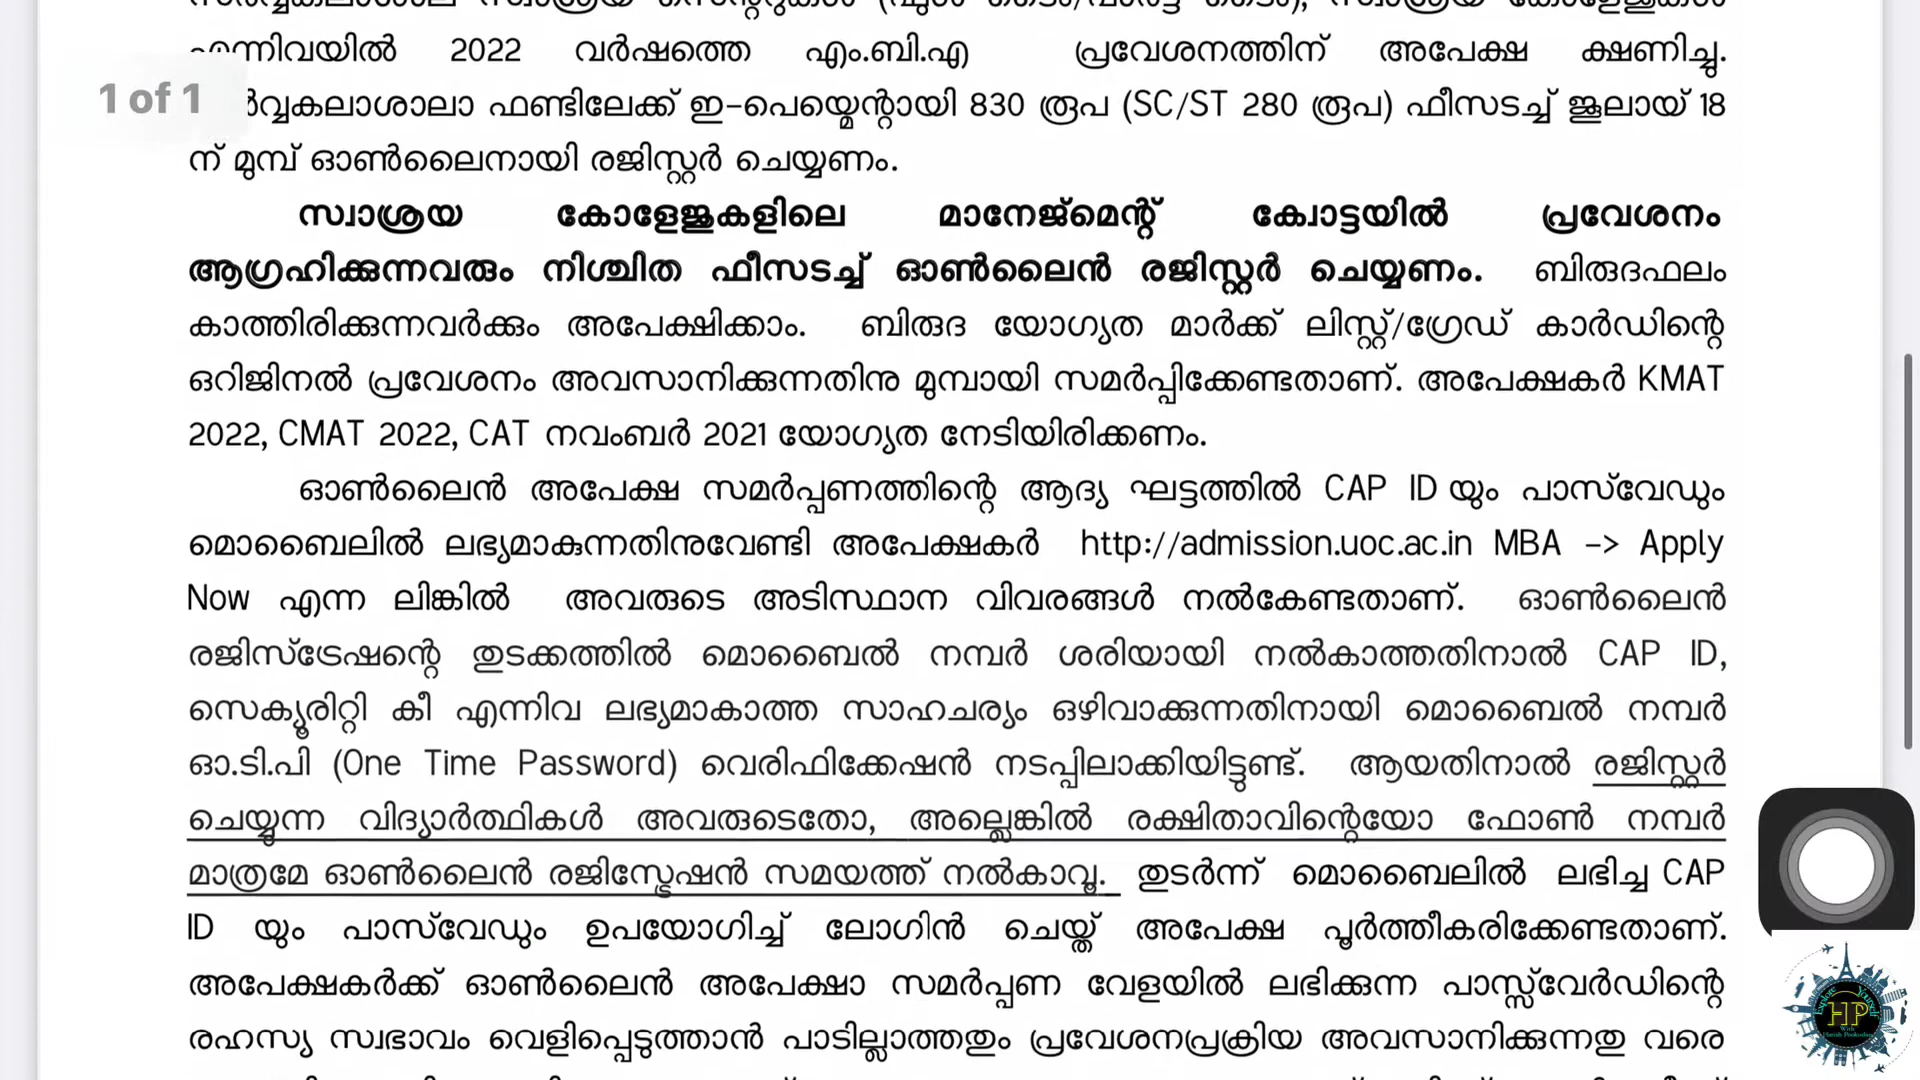 സർവ്വകലാശാല സ്വാശ്രയ സെന്ററുകൾ (ഫുൾ ടൈം/പാർട്ട് ടൈം), സ്വാശ്രയ കോളേജുകൾ
എന്നിവയിൽ 2022 വർഷത്തെ എം.ബി.എ പ്രവേശനത്തിന് അപേക്ഷ ക്ഷണിച്ചു.
1 of 1
ർവ്വകലാശാലാ ഫണ്ടിലേക്ക് ഇ-പെയ്മെന്റായി 830 രൂപ (SC/ST 280 രൂപ) ഫീസടച്ച് ജൂലായ് 18
ന് മുമ്പ് ഓൺലൈനായി രജിസ്റ്റർ ചെയ്യണം.
സ്വാശ്രയ കോളേജുകളിലെ മാനേജ്മെന്റ് ക്വോട്ടയിൽ പ്രവേശനം
ആഗ്രഹിക്കുന്നവരും നിശ്ചിത ഫീസടച്ച് ഓൺലൈൻ രജിസ്റ്റർ ചെയ്യണം. ബിരുദഫലം
കാത്തിരിക്കുന്നവർക്കും അപേക്ഷിക്കാം. ബിരുദ യോഗ്യത മാർക്ക് ലിസ്റ്റ്/ഗ്രേഡ് കാർഡിന്റെ
ഒറിജിനൽ പ്രവേശനം അവസാനിക്കുന്നതിനു മുമ്പായി സമർപ്പിക്കേണ്ടതാണ്. അപേക്ഷകർ KMAT
2022, CMAT 2022, CAT നവംബർ 2021 യോഗ്യത നേടിയിരിക്കണം.
ഓൺലൈൻ അപേക്ഷ സമർപ്പണത്തിന്റെ ആദ്യ ഘട്ടത്തിൽ CAP ID യും പാസ്‌വേഡും
മൊബൈലിൽ ലഭ്യമാകുന്നതിനുവേണ്ടി അപേക്ഷകർ http://admission.uoc.ac.in MBA -> Apply
Now എന്ന ലിങ്കിൽ അവരുടെ അടിസ്ഥാന വിവരങ്ങൾ നൽകേണ്ടതാണ്. ഓൺലൈൻ
രജിസ്ട്രേഷന്റെ തുടക്കത്തിൽ മൊബൈൽ നമ്പർ ശരിയായി നൽകാത്തതിനാൽ CAP ID,
സെക്യൂരിറ്റി കീ എന്നിവ ലഭ്യമാകാത്ത സാഹചര്യം ഒഴിവാക്കുന്നതിനായി മൊബൈൽ നമ്പർ
ഓ.ടി.പി (One Time Password) വെരിഫിക്കേഷൻ നടപ്പിലാക്കിയിട്ടുണ്ട്. ആയതിനാൽ രജിസ്റ്റർ
ചെയ്യുന്ന വിദ്യാർത്ഥികൾ അവരുടെതോ, അല്ലെങ്കിൽ രക്ഷിതാവിന്റെയോ ഫോൺ നമ്പർ
മാത്രമേ ഓൺലൈൻ രജിസ്ട്രേഷൻ സമയത്ത് നൽകാവൂ. തുടർന്ന് മൊബൈലിൽ ലഭിച്ച CAP
ID യും പാസ്‌വേഡും ഉപയോഗിച്ച് ലോഗിൻ ചെയ്ത് അപേക്ഷ പൂർത്തീകരിക്കേണ്ടതാണ്.
അപേക്ഷകർക്ക് ഓൺലൈൻ അപേക്ഷാ സമർപ്പണ വേളയിൽ ലഭിക്കുന്ന പാസ്സ്‌വേർഡിന്റെ
രഹസ്യ സ്വഭാവം വെളിപ്പെടുത്താൻ പാടില്ലാത്തതും പ്രവേശനപ്രക്രിയ അവസാനിക്കുന്നതു വരെ
HP